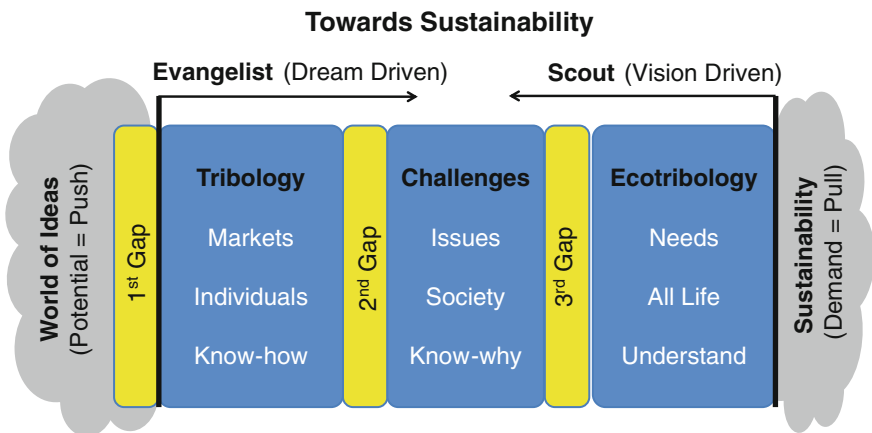 Towards Sustainability
Evangelist (Dream Driven)
Scout (Vision Driven)
World of Ideas
(Potential = Push)
1st Gap
Tribology
Markets
Individuals
Know-how
2nd Gap
Challenges
Issues
Society
Know-why
3rd Gap
Ecotribology
Needs
All Life
Understand
Sustainability
(Demand = Pull)